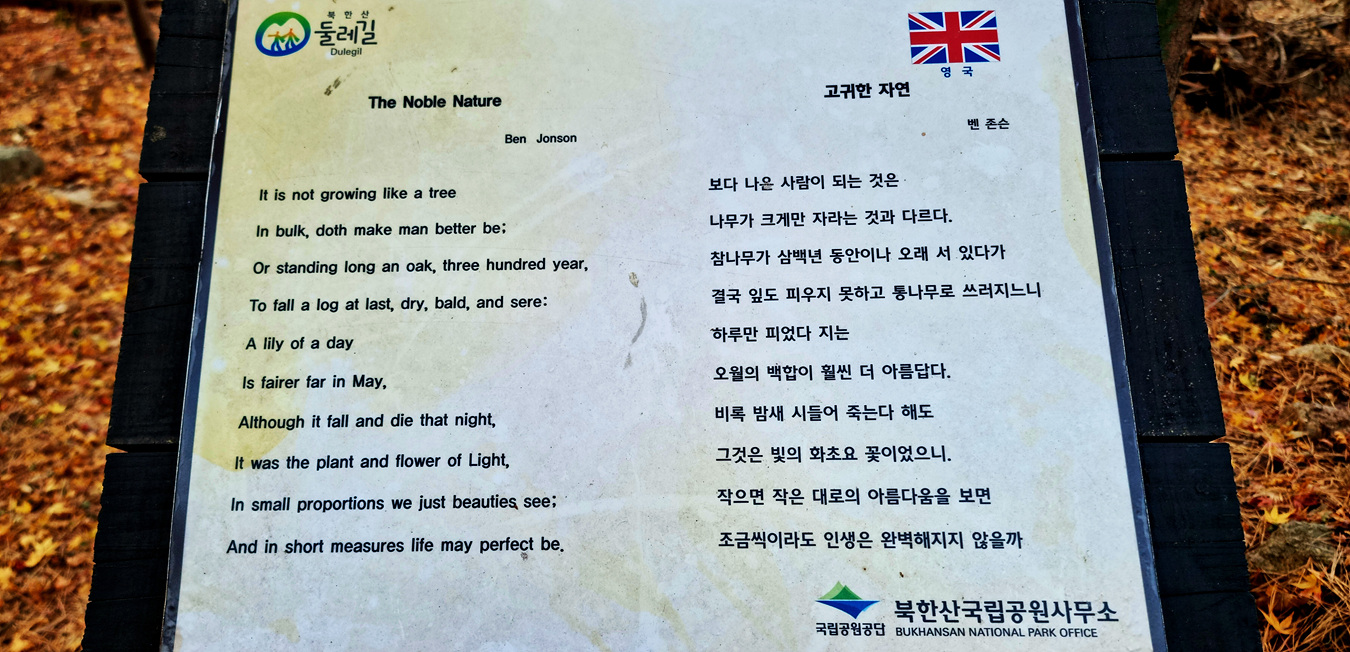 북한산
둘레길
Dulegil
영국
The Noble Nature
Ben Jonson
It is not growing like a tree
In bulk, doth make man better be;
Or standing long an oak, three hundred year,
To fall a log at last, dry, bald, and sere:
A lily of a day
Is fairer far in May,
Although it fall and die that night,
It was the plant and flower of Light,
In small proportions we just beauties see;
And in short measures life may perfect be.
고귀한 자연
벤 존슨
보다 나은 사람이 되는 것은
나무가 크게만 자라는 것과 다르다.
참나무가 삼백년 동안이나 오래 서 있다가
결국 잎도 피우지 못하고 통나무로 쓰러지느니
하루만 피었다 지는
오월의 백합이 훨씬 더 아름답다.
비록 밤새 시들어 죽는다 해도
그것은 빛의 화초요 꽃이었으니.
작으면 작은 대로의 아름다움을 보면
조금씩이라도 인생은 완벽해지지 않을까
국립공원공단
북한산국립공원사무소
BUKHANSAN NATIONAL PARK OFFICE